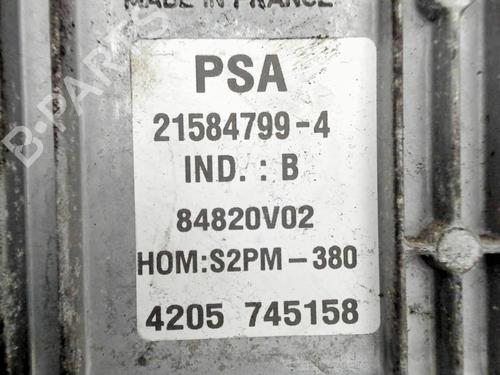 MADE IN FRANCE
PSA
21584799-4
IND. : B
84820V02
HOM:S2PM-380
4205 745158
B-PARTS